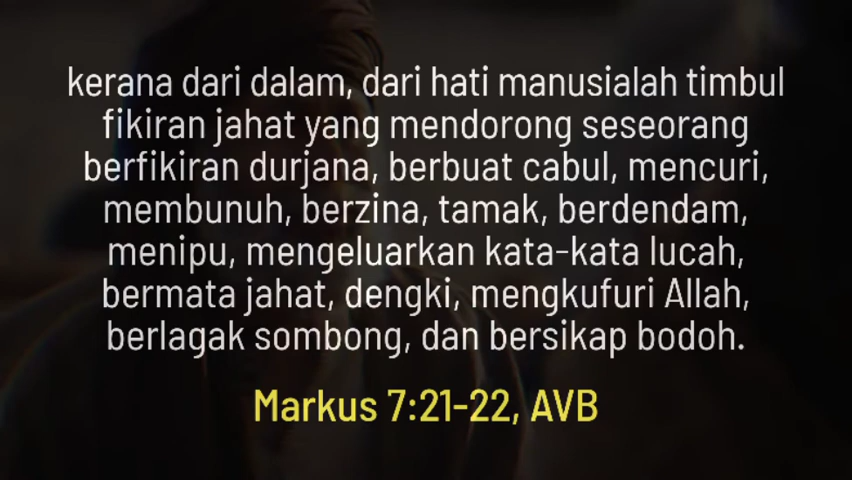 kerana dari dalam, dari hati manusialah timbul
fikiran jahat yang mendorong seseorang
berfikiran durjana, berbuat cabul, mencuri,
membunuh, berzina, tamak, berdendam,
menipu, mengeluarkan kata-kata lucah,
bermata jahat, dengki, mengkufuri Allah,
berlagak sombong, dan bersikap bodoh.
Markus 7:21-22, AVB